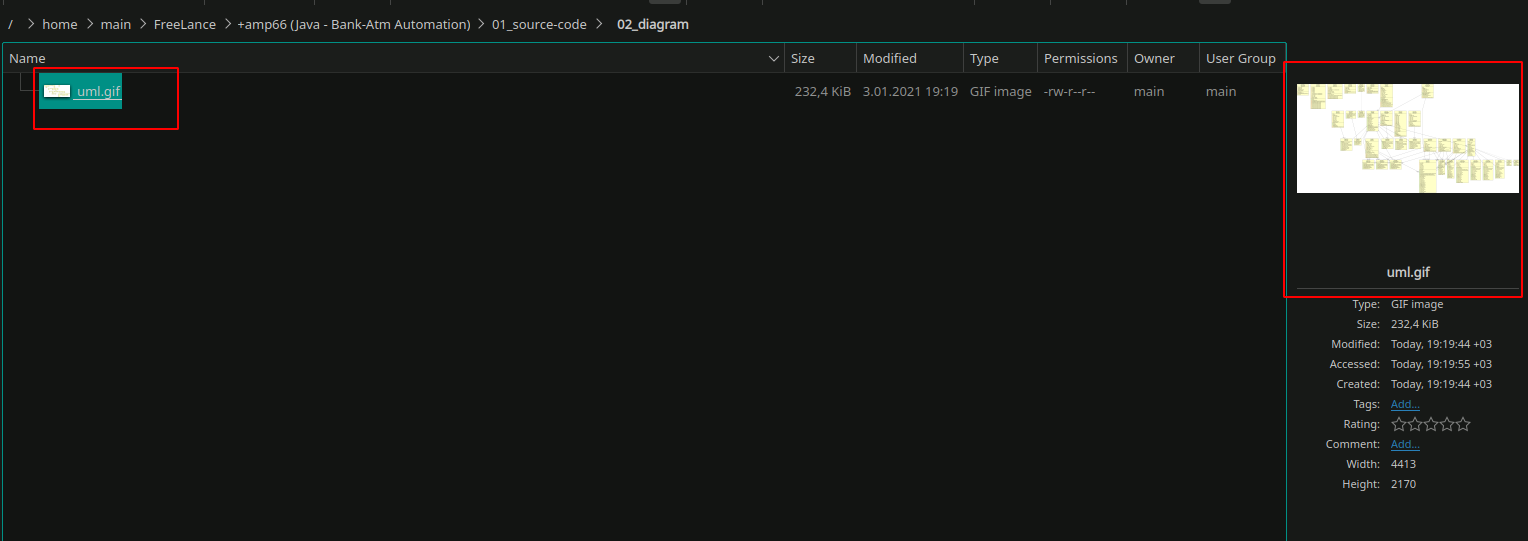 / > home > main > FreeLance > +amp66 (Java - Bank-Atm Automation) > 01_source-code > 02_diagram
Name Size Modified Type Permissions Owner User Group
uml.gif 232,4 KiB 3.01.2021 19:19 GIF image -rw-r--r-- main main
uml.gif
Type: GIF image
Size: 232,4 KiB
Modified: Today, 19:19:44 +03
Accessed: Today, 19:19:55 +03
Created: Today, 19:19:44 +03
Tags: Add...
Rating:
Comment: Add...
Width: 4413
Height: 2170